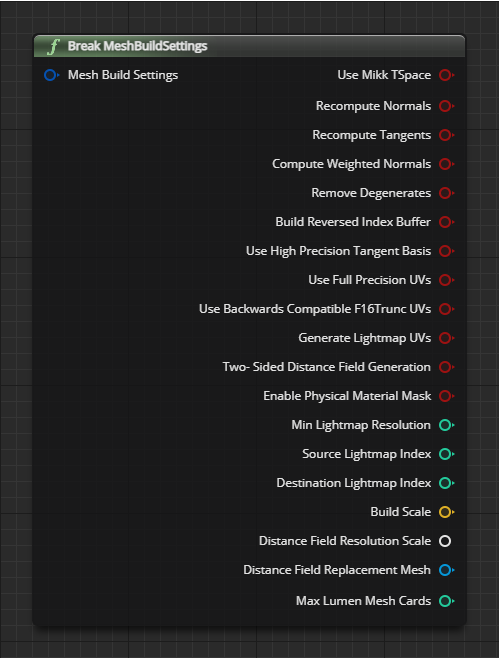 f Break MeshBuildSettings
Mesh Build Settings
Use Mikk TSpace
Recompute Normals
Recompute Tangents
Compute Weighted Normals
Remove Degenerates
Build Reversed Index Buffer
Use High Precision Tangent Basis
Use Full Precision UVs
Use Backwards Compatible F16Trunc UVs
Generate Lightmap UVs
Two- Sided Distance Field Generation
Enable Physical Material Mask
Min Lightmap Resolution
Source Lightmap Index
Destination Lightmap Index
Build Scale
Distance Field Resolution Scale
Distance Field Replacement Mesh
Max Lumen Mesh Cards